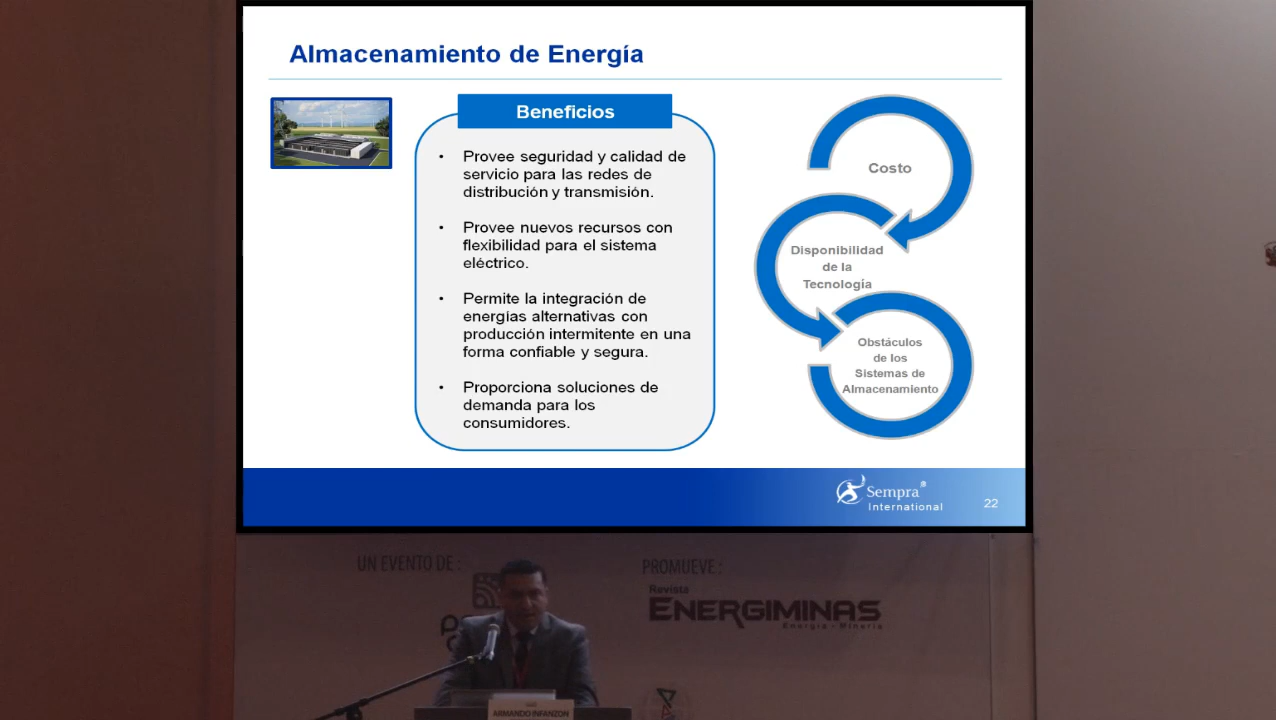 Almacenamiento de Energía
Beneficios
• Provee seguridad y calidad de
servicio para las redes de
distribución y transmisión.
• Provee nuevos recursos con
flexibilidad para el sistema
eléctrico.
• Permite la integración de
energías alternativas con
producción intermitente en una
forma confiable y segura.
• Proporciona soluciones de
demanda para los
consumidores.
Costo
Disponibilidad
de la
Tecnología
Obstáculos
de los
Sistemas de
Almacenamiento
Sempra®
International
22
UN EVENTO DE :
PROMUEVE :
Revista
ENERGIMINAS
Energía - Minería
ARMANDO INFANZON